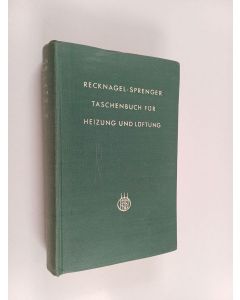 RECKNAGEL-SPRENGER
TASCHENBUCH FÜR
HEIZUNG UND LÜFTUNG